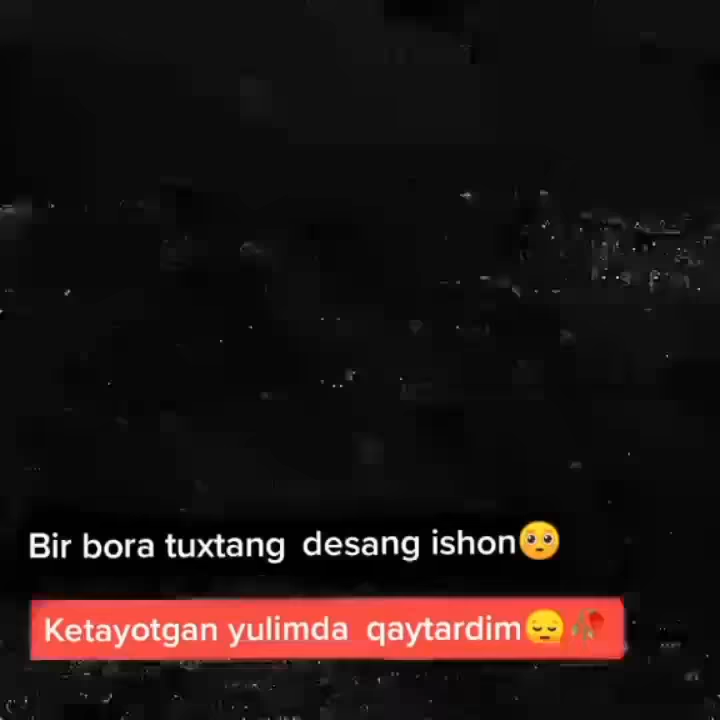 Bir bora tuxtang desang ishon🥺
Ketayotgan yulimda qaytardim😔🥀